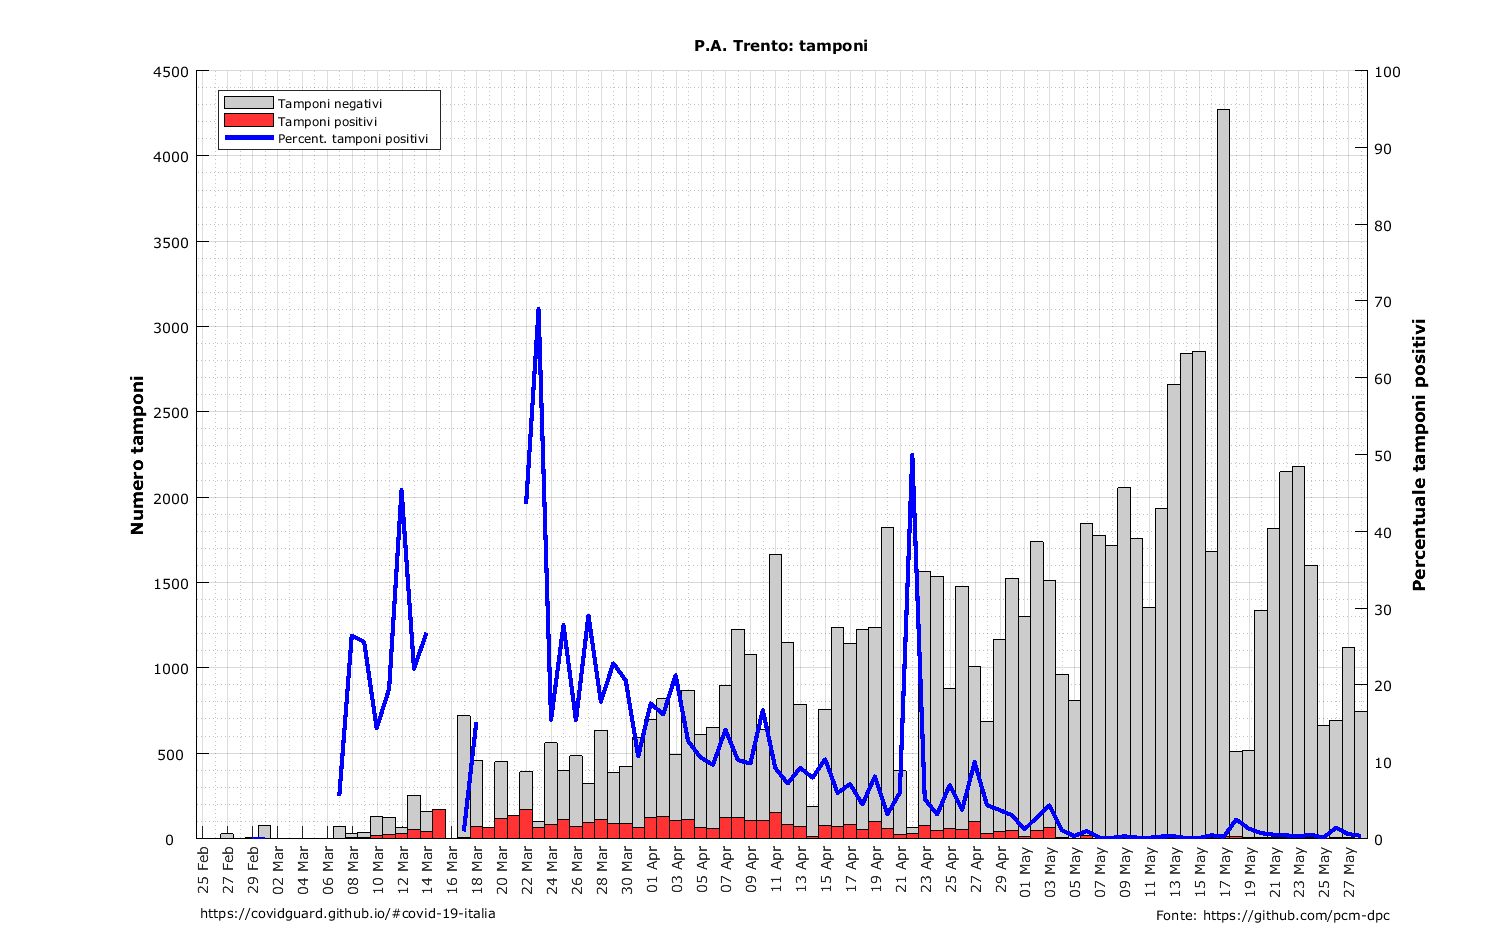 P.A. Trento: tamponi
Tamponi negativi
Tamponi positivi
Percent. tamponi positivi
Numero tamponi
4500
4000
3500
3000
2500
2000
1500
1000
500
0
Percentuale tamponi positivi
100
90
80
70
60
50
40
30
20
10
0
25 Feb
27 Feb
29 Feb
02 Mar
04 Mar
06 Mar
08 Mar
10 Mar
12 Mar
14 Mar
16 Mar
18 Mar
20 Mar
22 Mar
24 Mar
26 Mar
28 Mar
30 Mar
01 Apr
03 Apr
05 Apr
07 Apr
09 Apr
11 Apr
13 Apr
15 Apr
17 Apr
19 Apr
21 Apr
23 Apr
25 Apr
27 Apr
29 Apr
01 May
03 May
05 May
07 May
09 May
11 May
13 May
15 May
17 May
19 May
21 May
23 May
25 May
27 May
https://covidguard.github.io/#covid-19-italia
Fonte: https://github.com/pcm-dpc